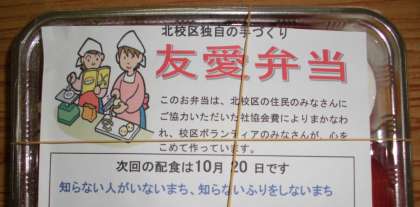 北校区独自の手づくり
友愛弁当
このお弁当は、北校区の住民のみなさんに
ご協力いただいた社協会費によりまかなわ
れ、校区ボランティアのみなさんが、心を
こめて作っています。
次回の配食は10月 20 日です
知らない人がいないまち、知らないふりをしないまち